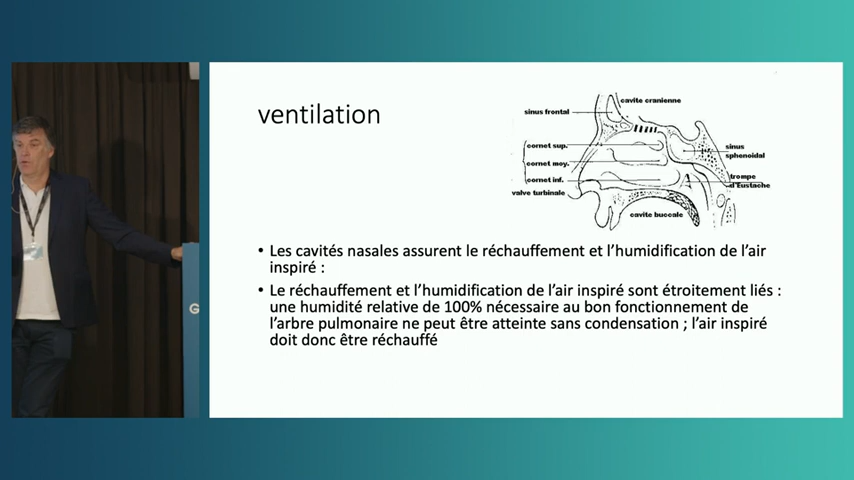 ventilation
cavite cranienne
sinus frontal
cornet sup.
sinus
sphenoidal
cornet moy.
trompe
d'Eustache
cornet inf.
valve turbinale
cavite buccale
• Les cavités nasales assurent le réchauffement et l'humidification de l'air
inspiré :
• Le réchauffement et l'humidification de l'air inspiré sont étroitement liés :
une humidité relative de 100% nécessaire au bon fonctionnement de
l'arbre pulmonaire ne peut être atteinte sans condensation ; l'air inspiré
doit donc être réchauffé
G